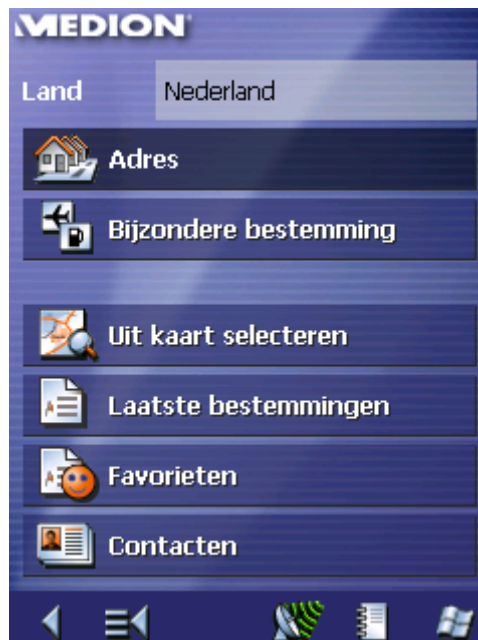 MEDION
Land Nederland
Adres
Bijzondere bestemming
Uit kaart selecteren
Laatste bestemmingen
Favorieten
Contacten